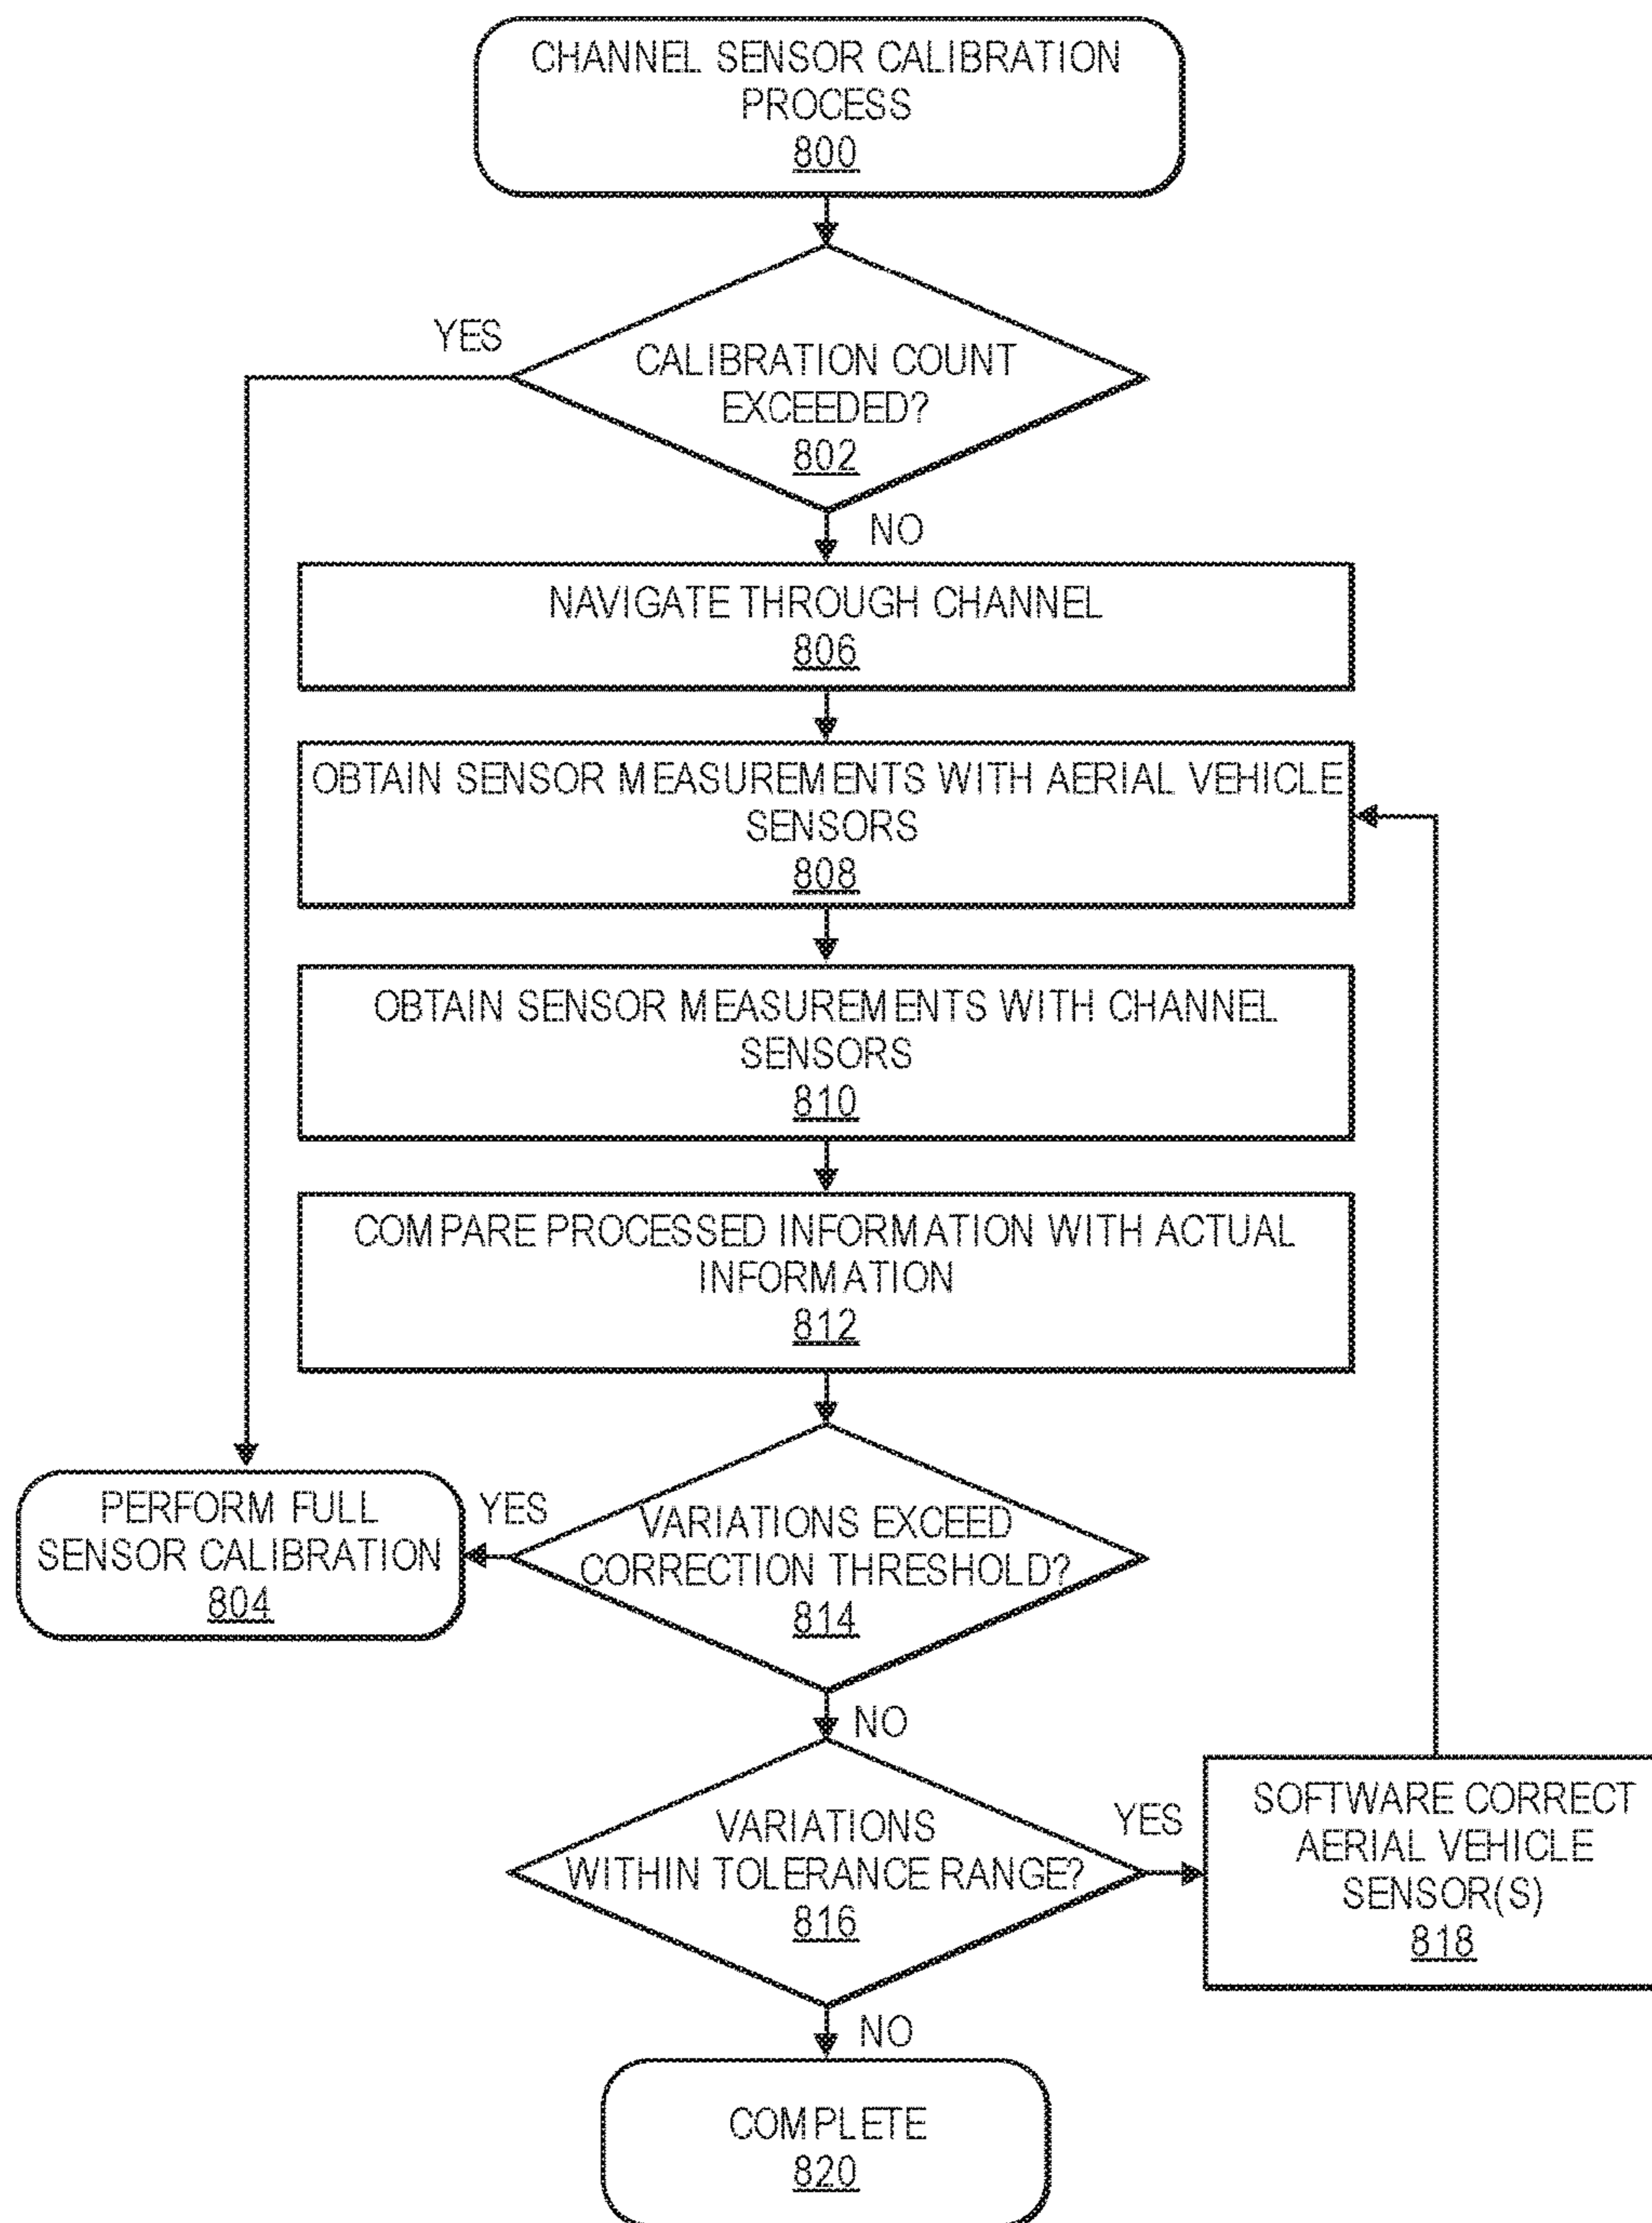 CHANNEL SENSOR CALIBRATION
PROCESS
800
YES
CALIBRATION COUNT
EXCEEDED?
802
NO
NAVIGATE THROUGH CHANNEL
806
OBTAIN SENSOR MEASUREMENTS WITH AERIAL VEHICLE
SENSORS
808
OBTAIN SENSOR MEASUREMENTS WITH CHANNEL
SENSORS
810
COMPARE PROCESSED INFORMATION WITH ACTUAL
INFORMATION
812
PERFORM FULL
SENSOR CALIBRATION
804
YES
VARIATIONS EXCEED
CORRECTION THRESHOLD?
814
NO
VARIATIONS
WITHIN TOLERANCE RANGE?
816
YES
SOFTWARE CORRECT
AERIAL VEHICLE
SENSOR(S)
818
NO
COMPLETE
820